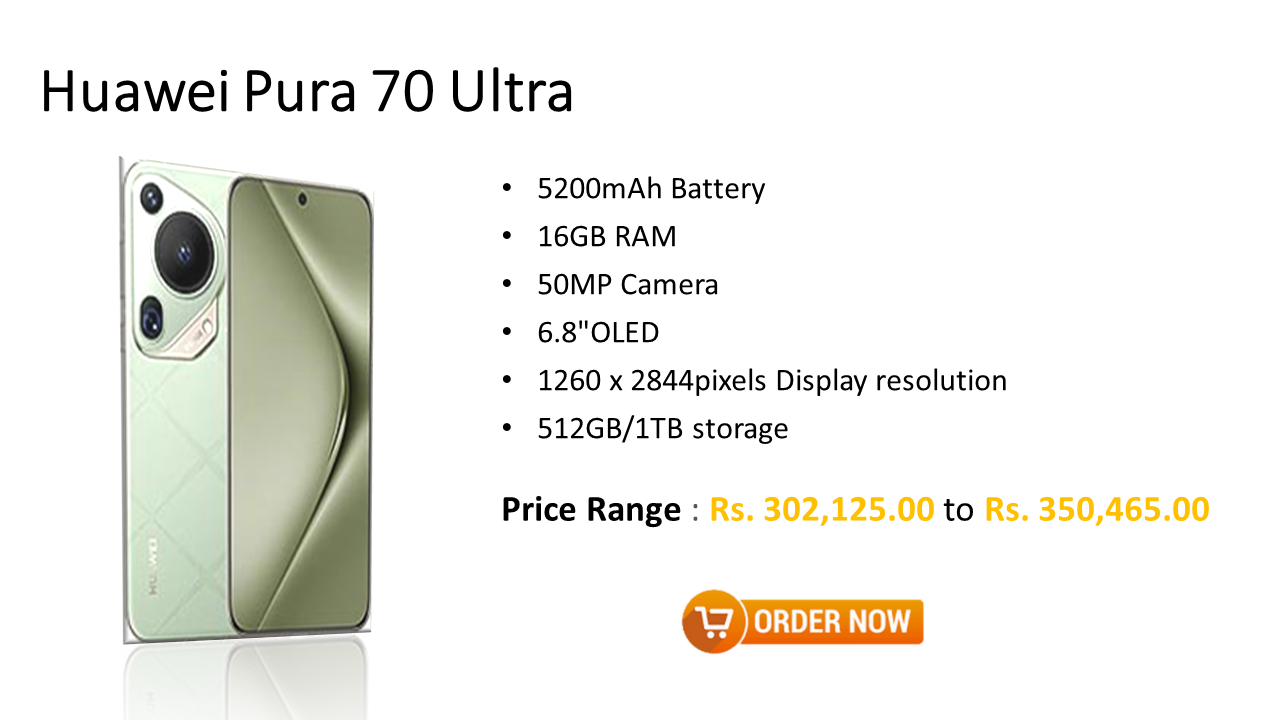 Huawei Pura 70 Ultra
• 5200mAh Battery
• 16GB RAM
• 50MP Camera
• 6.8"OLED
• 1260 x 2844pixels Display resolution
• 512GB/1TB storage
Price Range : Rs. 302,125.00 to Rs. 350,465.00
HUAWEI
ORDER NOW